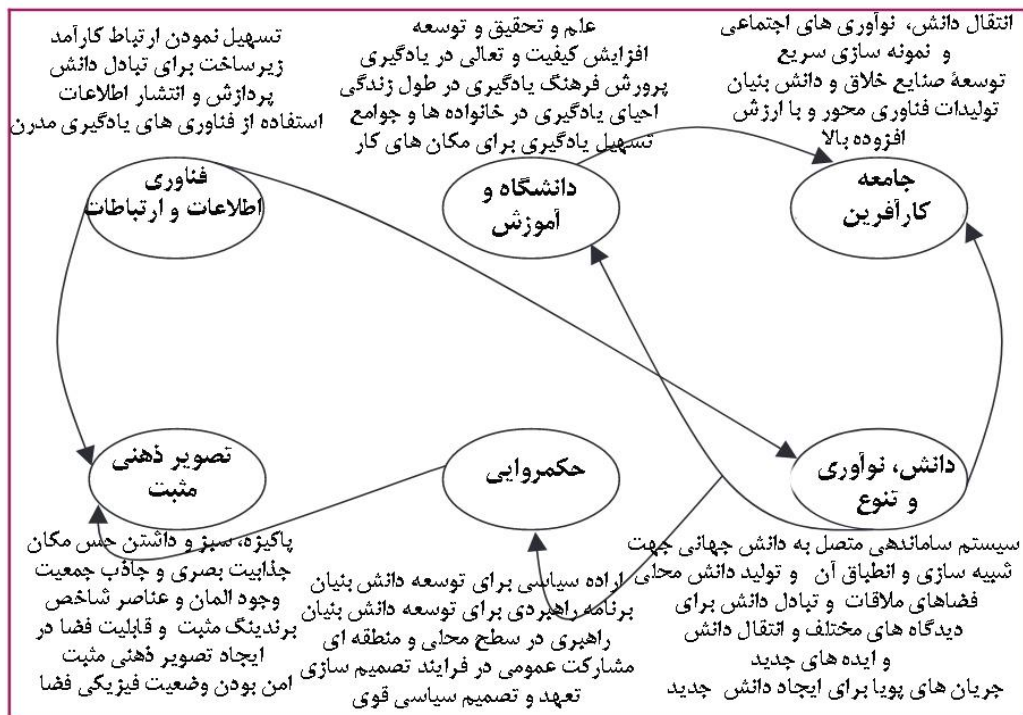 انتقال دانش، نوآوری های اجتماعی
و نمونه سازی سریع
توسعهٔ صنایع خلاق و دانش بنیان
تولیدات فناوری محور و با ارزش
افزوده بالا
جامعه
کارآفرین
علم و تحقیق و توسعه
افزایش کیفیت و تعالی در یادگیری
پرورش فرهنگ یادگیری در طول زندگی
احیای یادگیری در خانواده ها و جوامع
تسهیل یادگیری برای مکان های کار
دانشگاه و
آموزش
تسهیل نمودن ارتباط کارآمد
زیرساخت برای تبادل دانش
پردازش و انتشار اطلاعات
استفاده از فناوری های یادگیری مدرن
فناوری
اطلاعات و ارتباطات
دانش، نوآوری
و تنوع
سیستم ساماندهی متصل به دانش جهانی جهت
شبیه سازی و انطباق آن و تولید دانش محلی
فضاهای ملاقات و تبادل دانش برای
دیدگاه های مختلف و انتقال دانش
و ایده های جدید
جریان های پویا برای ایجاد دانش جدید
حکمروایی
اراده سیاسی برای توسعه دانش بنیان
برنامه راهبردی برای توسعه دانش بنیان
راهبری در سطح محلی و منطقه ای
مشارکت عمومی در فرایند تصمیم سازی
تعهد و تصمیم سیاسی قوی
تصویر ذهنی
مثبت
پاکیزه، سبز و داشتن حس مکان
جذابیت بصری و جاذب جمعیت
وجود المان و عناصر شاخص
برندینگ مثبت و قابلیت فضا در
ایجاد تصویر ذهنی مثبت
امن بودن وضعیت فیزیکی فضا